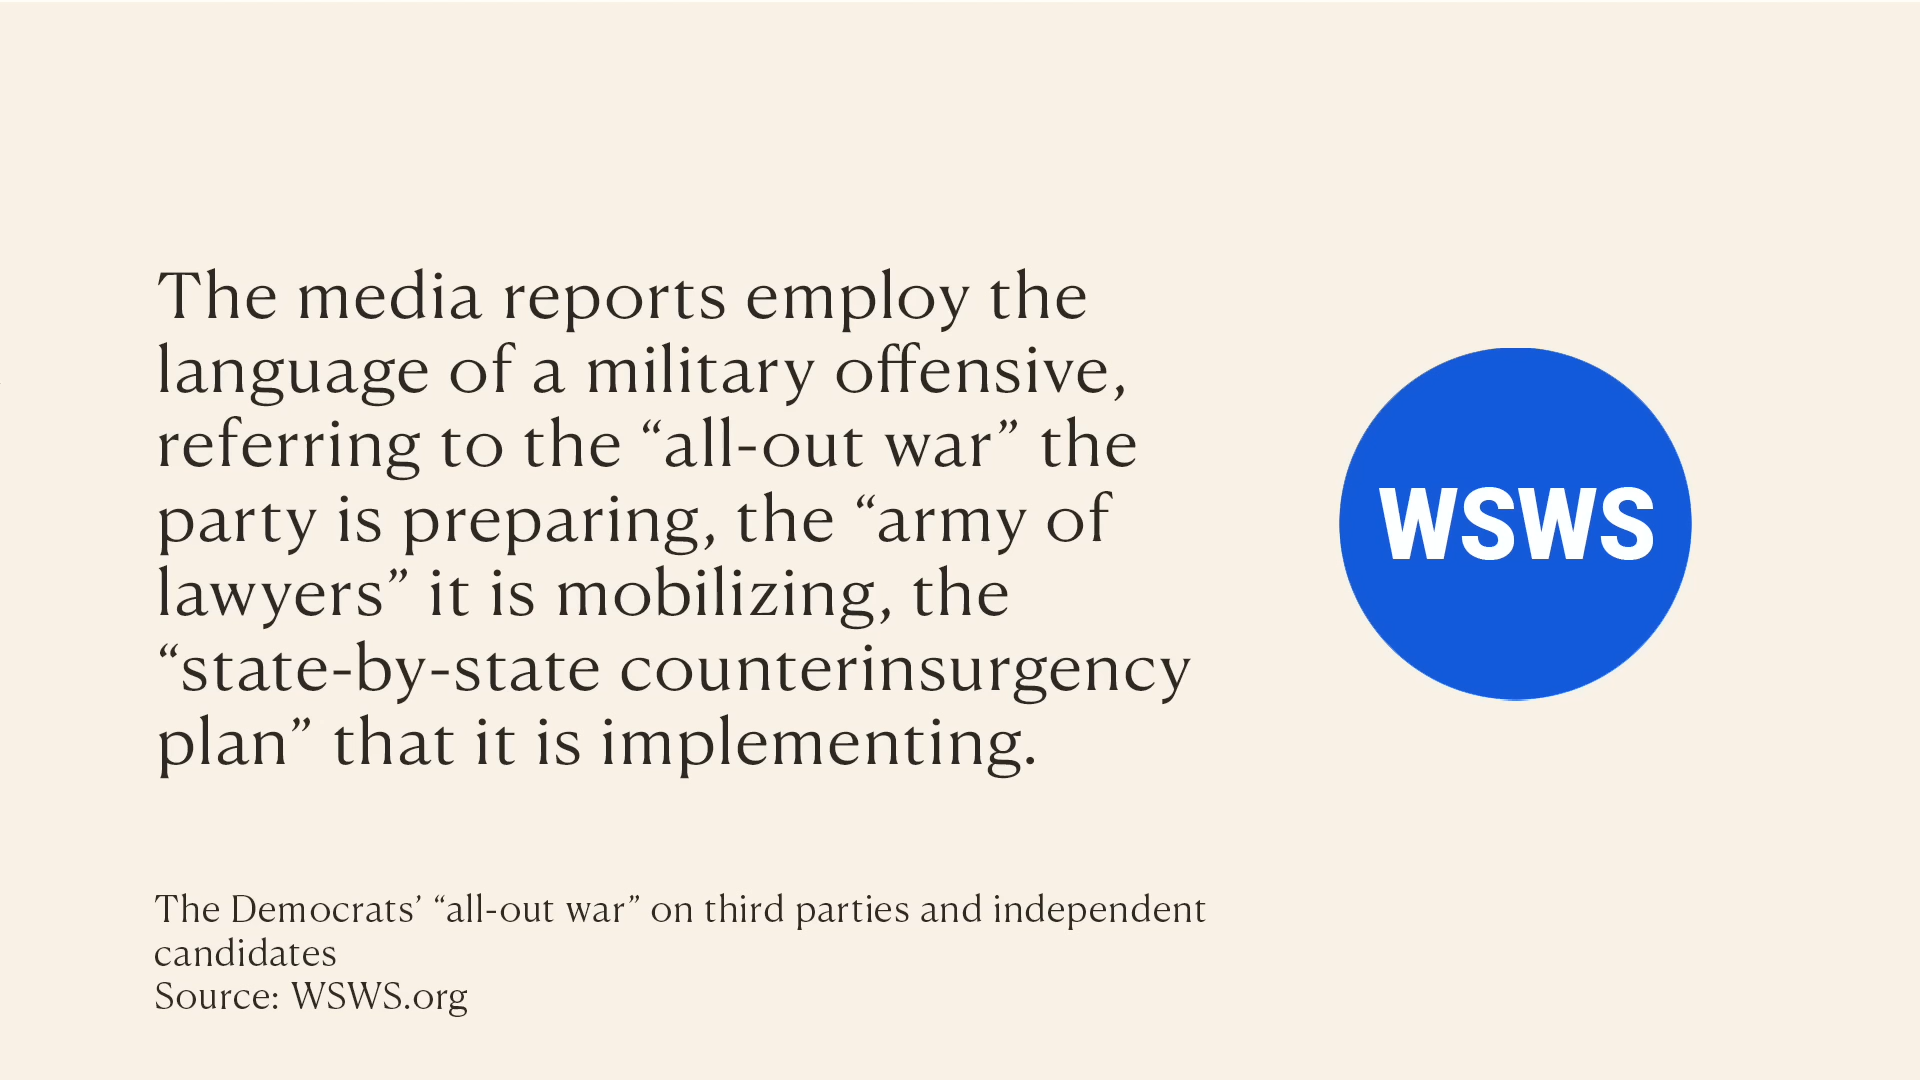 The media reports employ the
language of a military offensive,
referring to the “all-out war” the
party is preparing, the “army of
lawyers” it is mobilizing, the
“state-by-state counterinsurgency
plan” that it is implementing.
WSWS
The Democrats’ “all-out war” on third parties and independent
candidates
Source: WSWS.org